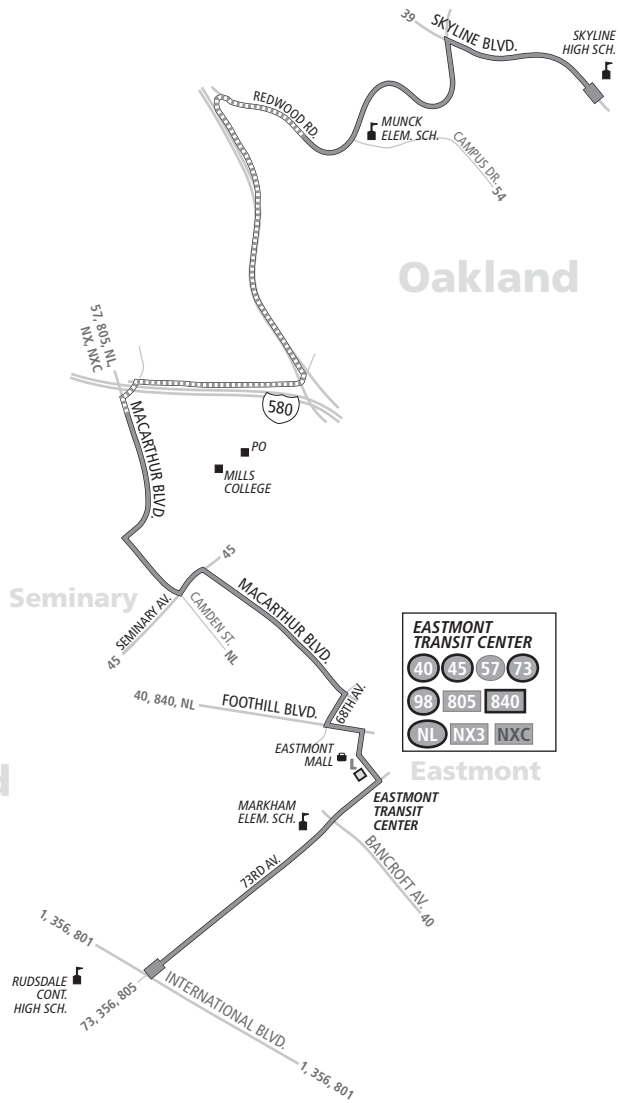 39
SKYLINE BLVD.
SKYLINE
HIGH SCH.
REDWOOD RD.
MUNCK
ELEM. SCH.
CAMPUS DR.
54
Oakland
57, 805, NL,
NX, NXC
580
MACARTHUR BLVD.
PO
MILLS
COLLEGE
45
Seminary
SEMINARY AV.
45
CAMDEN ST.
NL
MACARTHUR BLVD.
EASTMONT
TRANSIT CENTER
40 45 57 73
98 805 840
NL NX3 NXC
40, 840, NL
FOOTHILL BLVD.
68TH AV.
EASTMONT
MALL
Eastmont
d
EASTMONT
TRANSIT
CENTER
MARKHAM
ELEM. SCH.
BANCROFT AV.
40
73RD AV.
1, 356, 801
RUDSDALE
CONT.
HIGH SCH.
73, 356, 805
INTERNATIONAL BLVD.
1, 356, 801